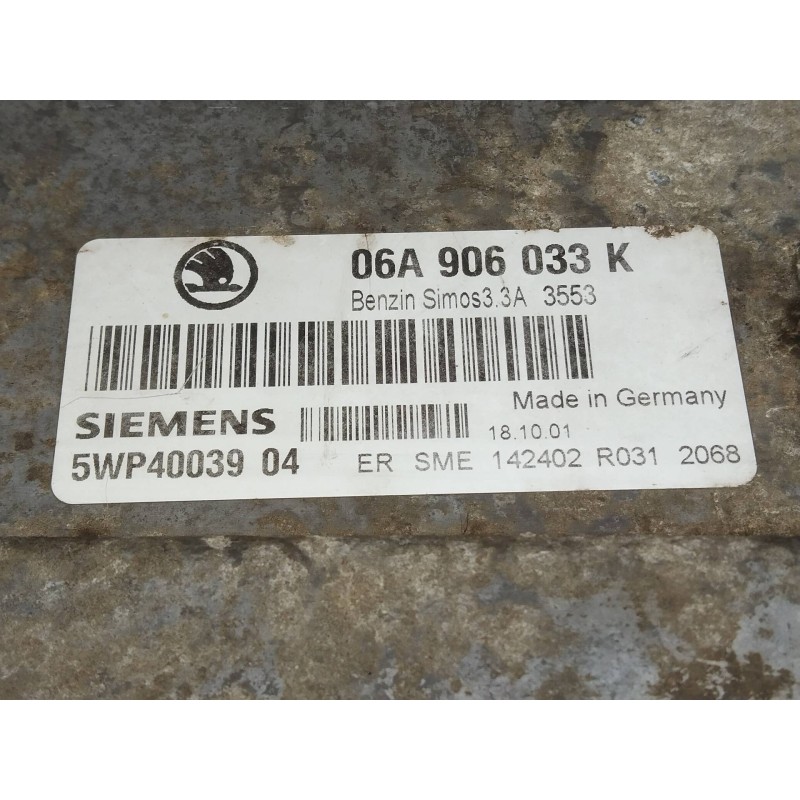 06A 906 033 K
Benzin Simos3.3A 3553
Made in Germany
SIEMENS
18.10.01
5WP40039 04 ER SME 142402 R031 2068